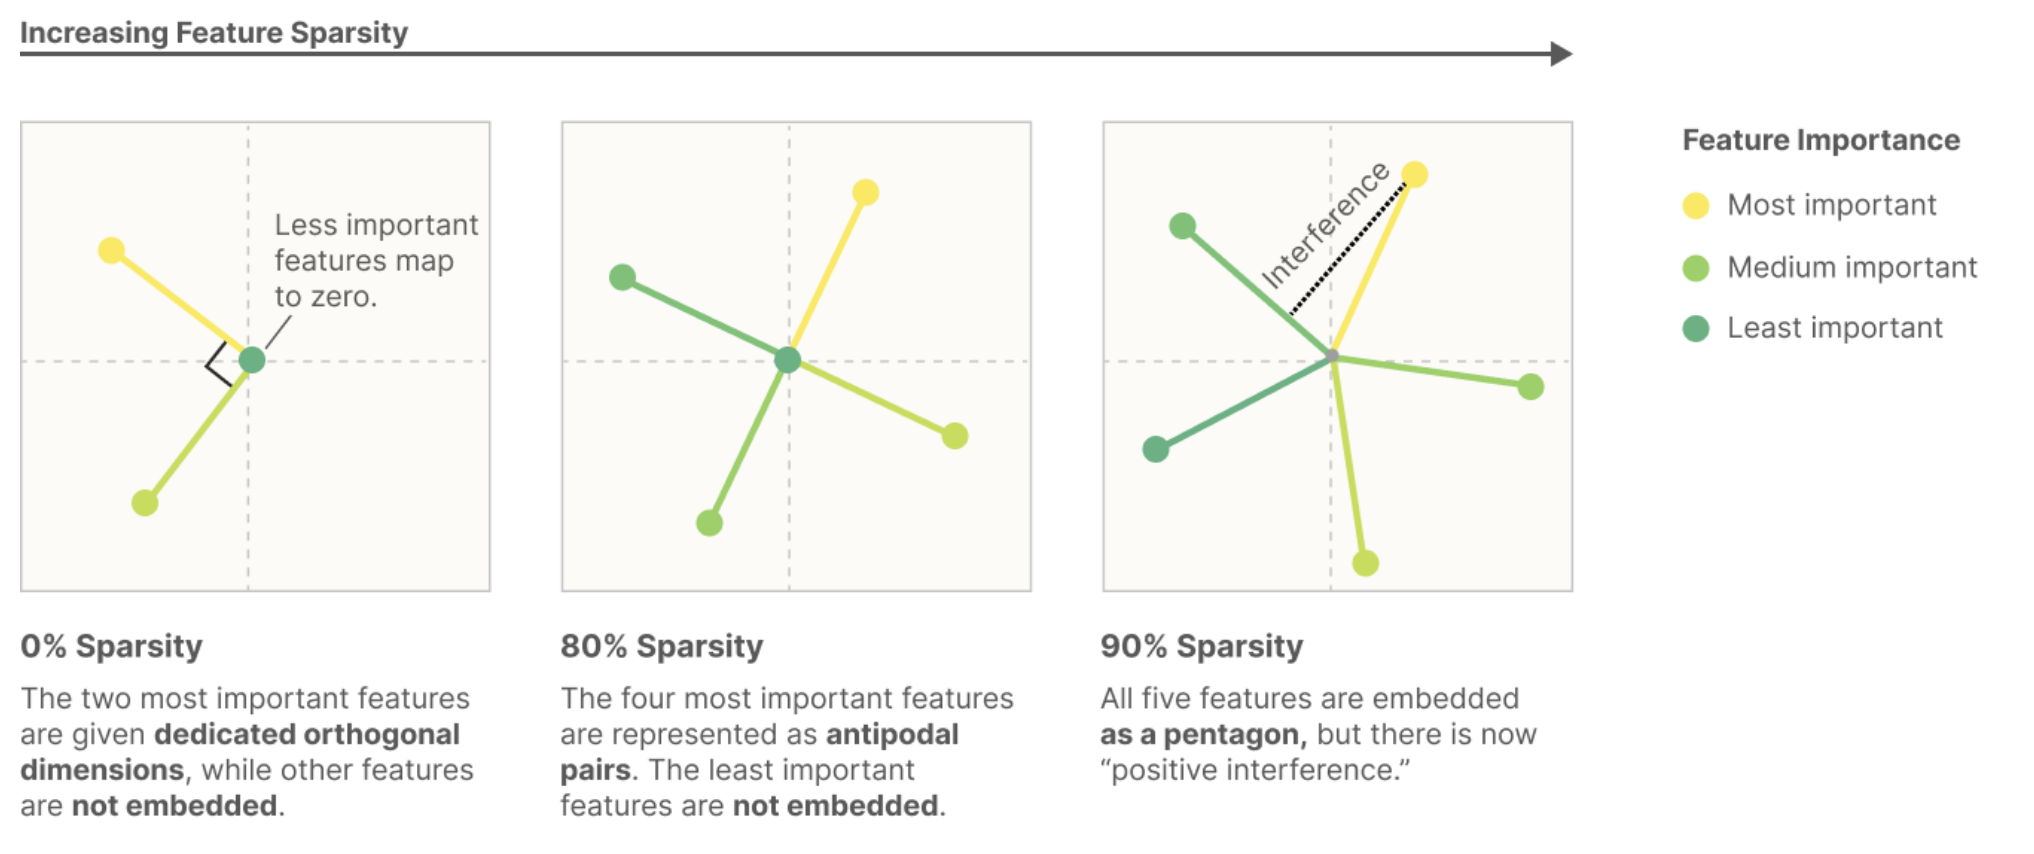 Increasing Feature Sparsity
Less important
features map
to zero.
Interference
Feature Importance
Most important
Medium important
Least important
0% Sparsity
The two most important features
are given dedicated orthogonal
dimensions, while other features
are not embedded.
80% Sparsity
The four most important features
are represented as antipodal
pairs. The least important
features are not embedded.
90% Sparsity
All five features are embedded
as a pentagon, but there is now
“positive interference.”